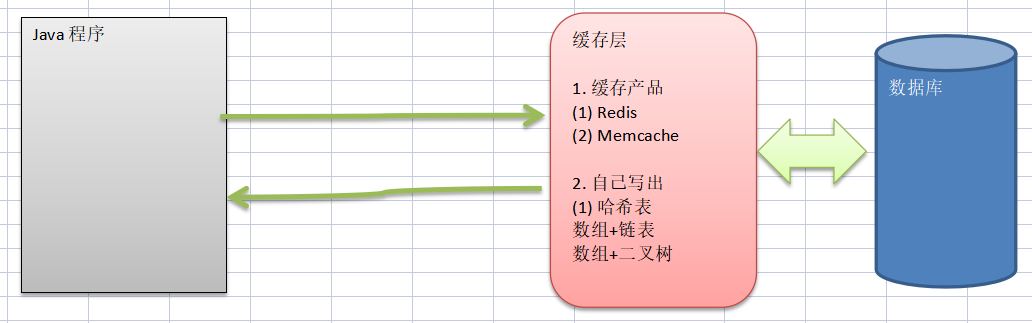 Java 程序
缓存层
1. 缓存产品
(1) Redis
(2) Memcache
2. 自己写出
(1) 哈希表
数组+链表
数组+二叉树
数据库